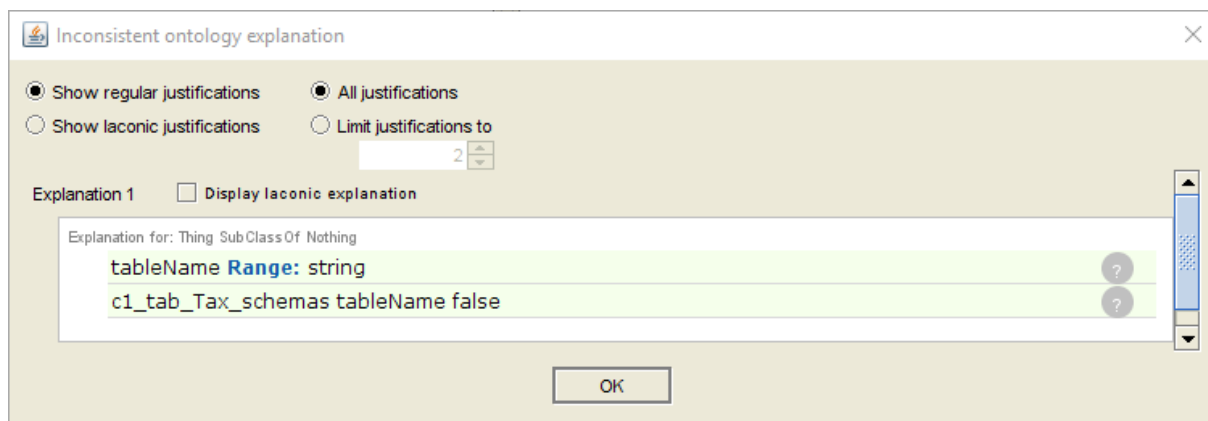 Inconsistent ontology explanation
Show regular justifications All justifications
Show laconic justifications Limit justifications to
2
Explanation 1 Display laconic explanation
Explanation for: Thing SubClassOf Nothing
tableName Range: string
?
c1_tab_Tax_schemas tableName false
?
OK